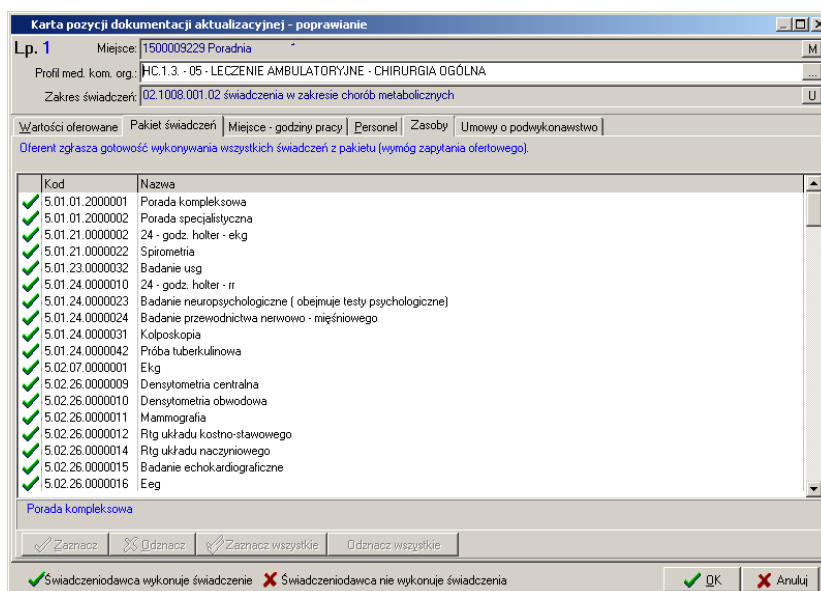 Karta pozycji dokumentacji aktualizacyjnej - poprawianie
Lp. 1 Miejsce: 1500009229 Poradnia M
Profil med. kom. org.: HC.1.3. - 05 - LECZENIE AMBULATORYJNE - CHIRURGIA OGÓLNA ...
Zakres świadczeń: 02.1008.001.02 świadczenia w zakresie chorób metabolicznych U
Wartości oferowane Pakiet świadczeń Miejsce - godziny pracy Personel Zasoby Umowy o podwykonawstwo
Oferent zgłasza gotowość wykonywania wszystkich świadczeń z pakietu (wymóg zapytania ofertowego).
Kod Nazwa
5.01.01.2000001 Porada kompleksowa
5.01.01.2000002 Porada specjalistyczna
5.01.21.0000002 24 - godz. holter - ekg
5.01.21.0000022 Spirometria
5.01.23.0000032 Badanie usg
5.01.24.0000010 24 - godz. holter - rr
5.01.24.0000023 Badanie neuropsychologiczne ( obejmuje testy psychologiczne)
5.01.24.0000024 Badanie przewodnictwa nerwowo - mięśniowego
5.01.24.0000031 Kolposkopia
5.01.24.0000042 Próba tuberkulinowa
5.02.07.0000001 Ekg
5.02.26.0000009 Densytometria centralna
5.02.26.0000010 Densytometria obwodowa
5.02.26.0000011 Mammografia
5.02.26.0000012 Rtg układu kostno-stawowego
5.02.26.0000014 Rtg układu naczyniowego
5.02.26.0000015 Badanie echokardiograficzne
5.02.26.0000016 Eeg
Porada kompleksowa
Zaznacz Odznacz Zaznacz wszystkie Odznacz wszystkie
Świadczeniodawca wykonuje świadczenie Świadczeniodawca nie wykonuje świadczenia OK Anuluj